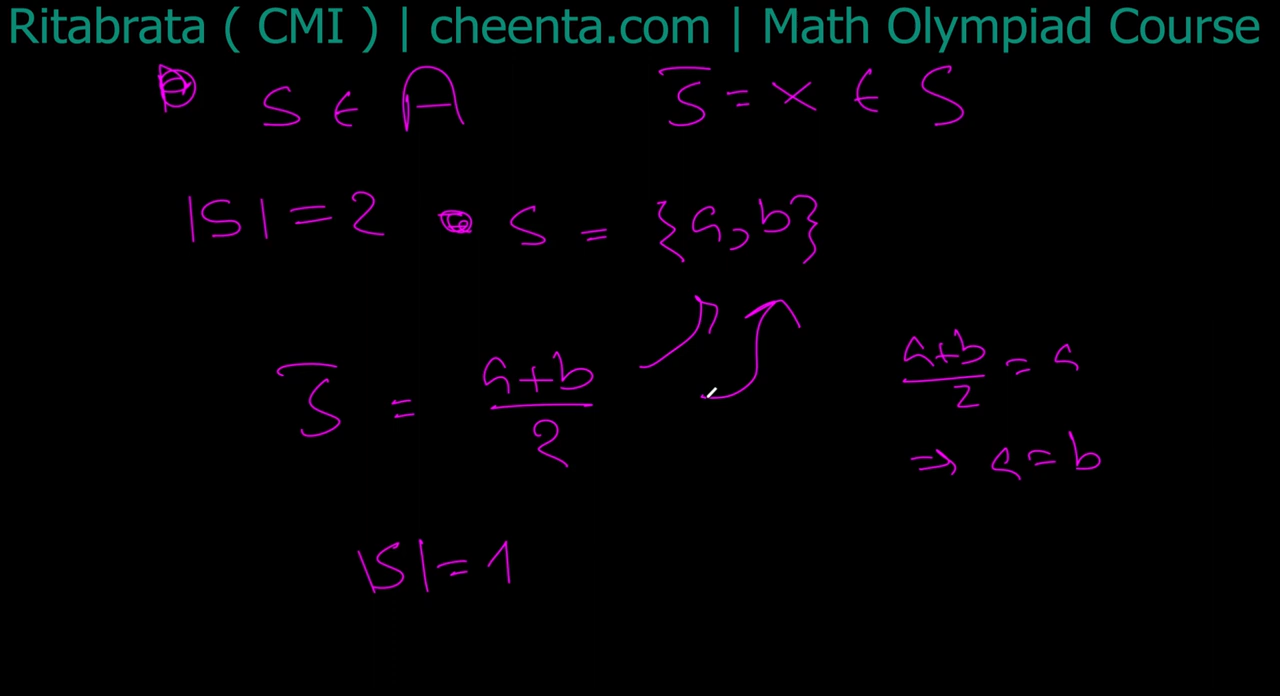 Ritabrata ( CMI ) | cheenta.com | Math Olympiad Course
S ∈ A S̅ = x ∈ S
|S| = 2 S = {a, b}
S̅ = (a+b)/2 (a+b)/2 = a
⇒ a = b
|S| = 1